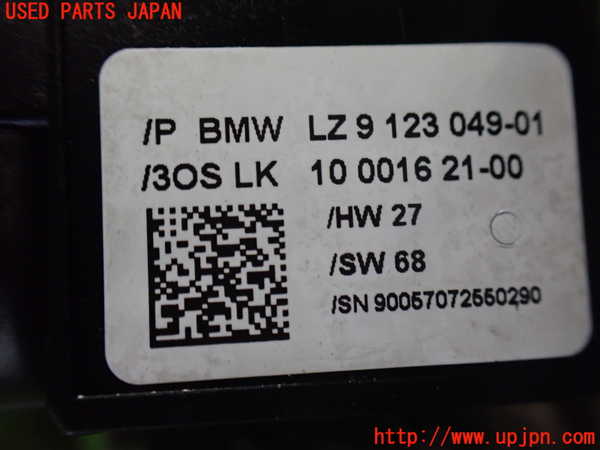 USED PARTS JAPAN
/P BMW LZ 9 123 049-01
/3OS LK 10 0016 21-00
/HW 27
/SW 68
/SN 90057072550290
UPJ http://www.upjpn.com